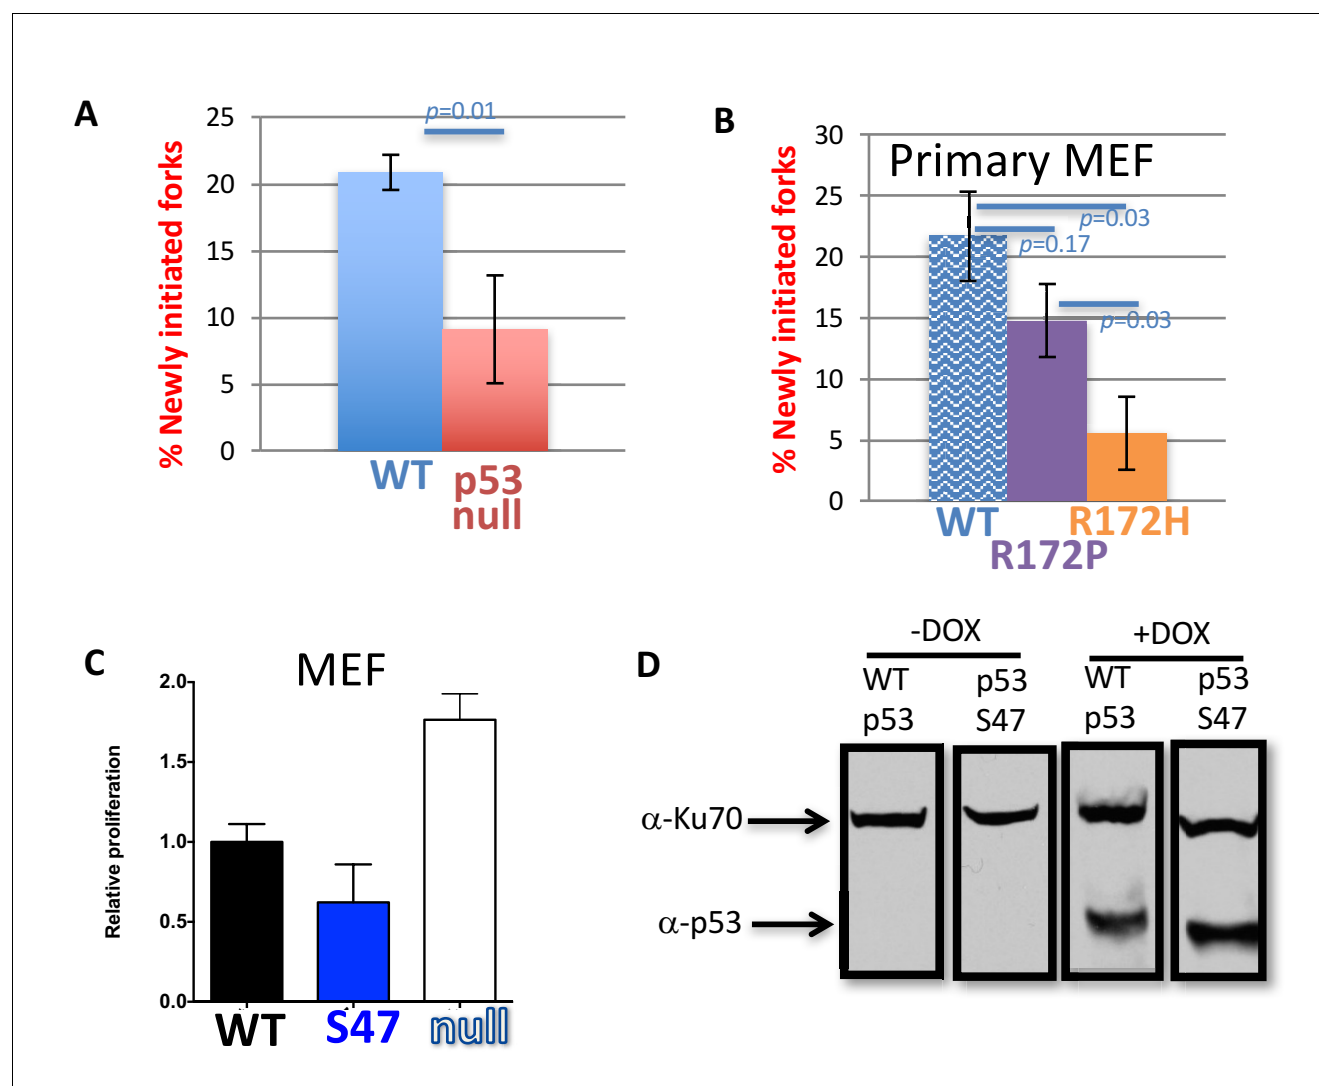 A
% Newly initiated forks
25
20
15
10
5
0
p=0.01
WT
p53
null
B
% Newly initiated forks
30
25
20
15
10
5
0
Primary MEF
p=0.03
p=0.17
p=0.03
WT
R172H
R172P
C
MEF
Relative proliferation
2.0
1.5
1.0
0.5
0.0
WT
S47
null
D
-DOX
+DOX
WT
p53
p53
S47
WT
p53
p53
S47
α-Ku70
α-p53